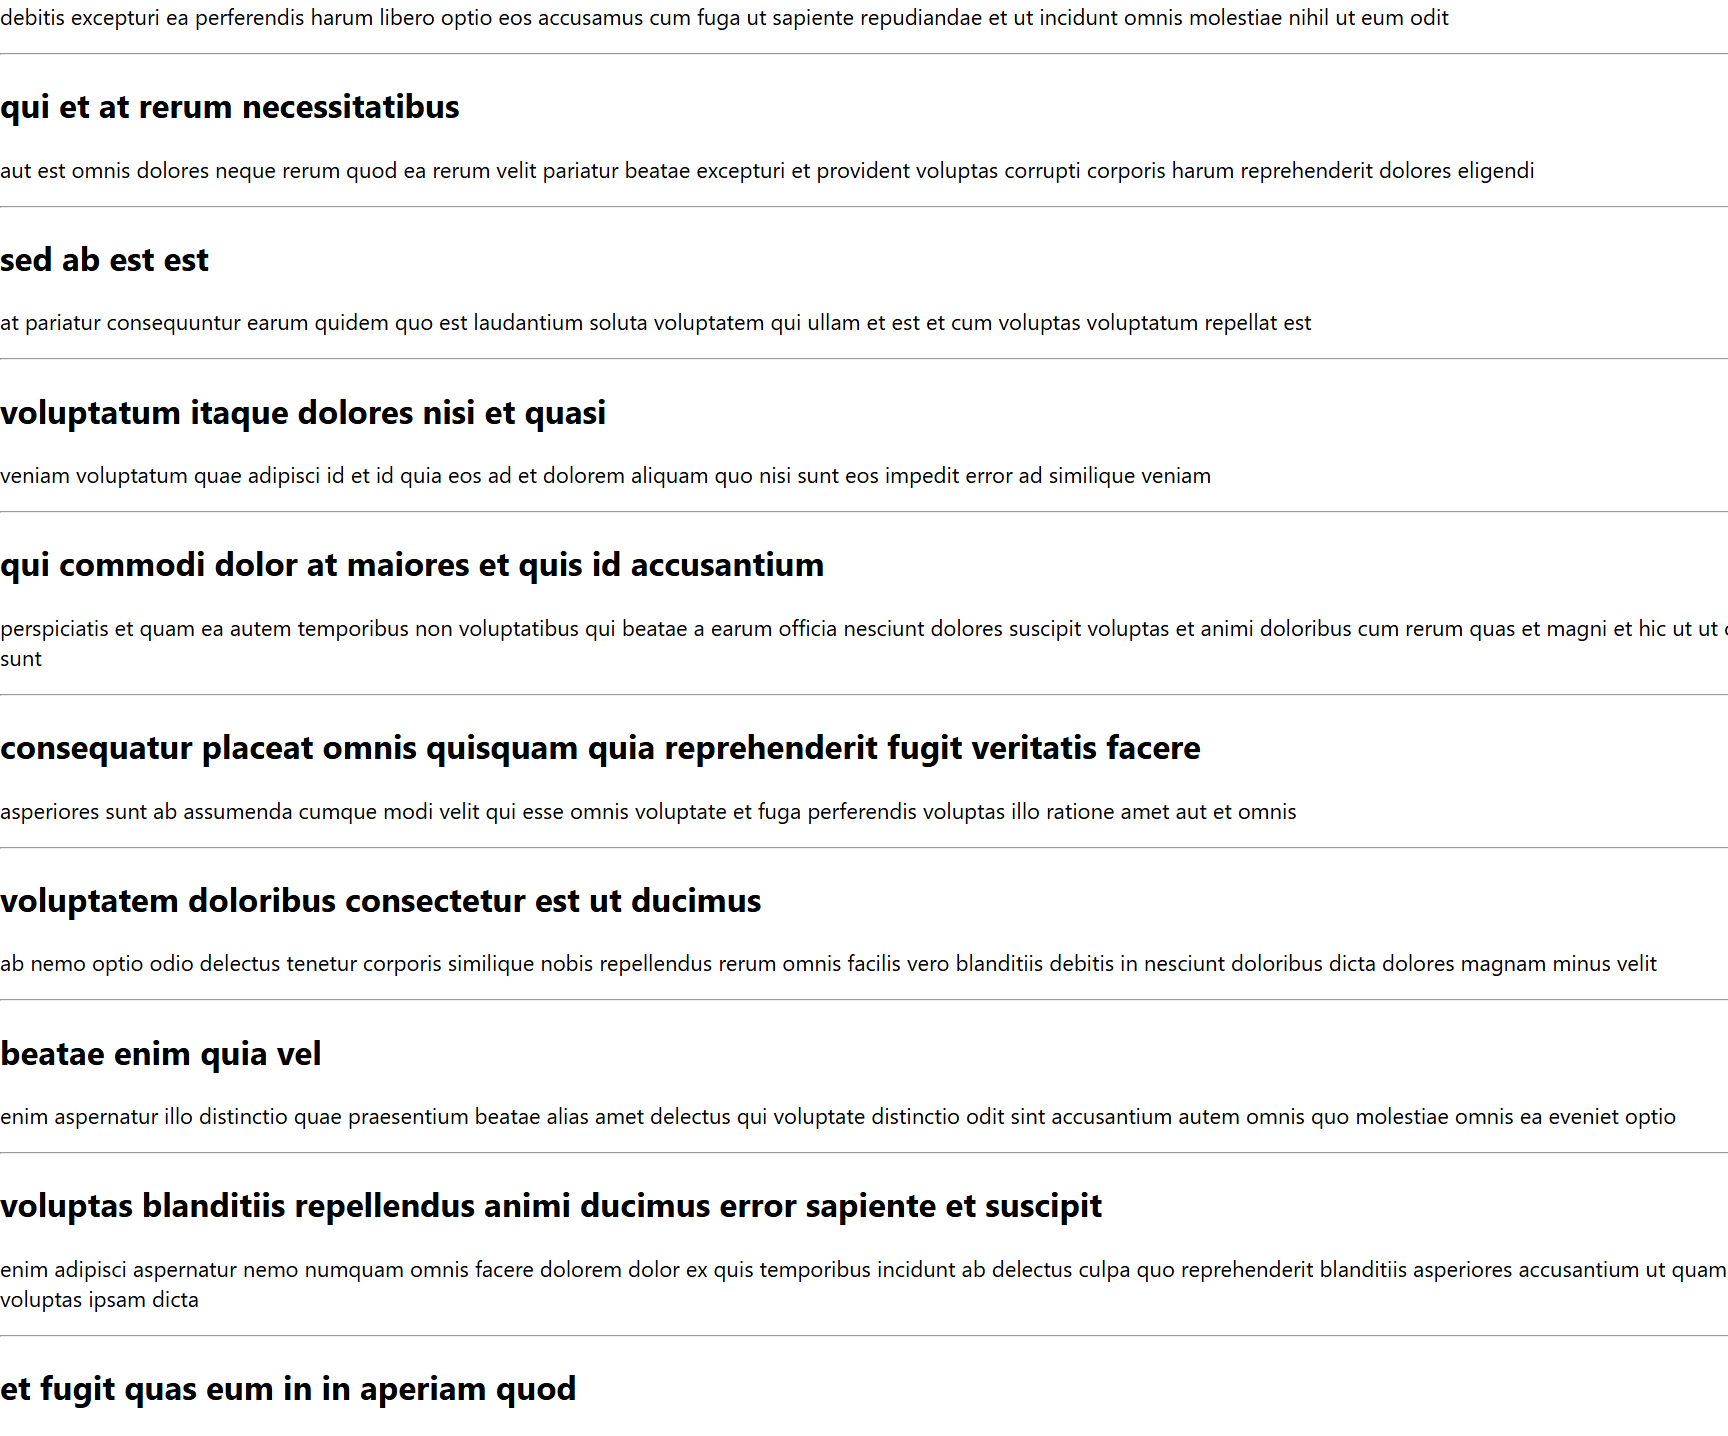 debitis excepturi ea perferendis harum libero optio eos accusamus cum fuga ut sapiente repudiandae et ut incidunt omnis molestiae nihil ut eum odit
qui et at rerum necessitatibus
aut est omnis dolores neque rerum quod ea rerum velit pariatur beatae excepturi et provident voluptas corrupti corporis harum reprehenderit dolores eligendi
sed ab est est
at pariatur consequuntur earum quidem quo est laudantium soluta voluptatem qui ullam et est et cum voluptas voluptatum repellat est
voluptatum itaque dolores nisi et quasi
veniam voluptatum quae adipisci id et id quia eos ad et dolorem aliquam quo nisi sunt eos impedit error ad similique veniam
qui commodi dolor at maiores et quis id accusantium
perspiciatis et quam ea autem temporibus non voluptatibus qui beatae a earum officia nesciunt dolores suscipit voluptas et animi doloribus cum rerum quas et magni et hic ut ut
sunt
consequatur placeat omnis quisquam quia reprehenderit fugit veritatis facere
asperiores sunt ab assumenda cumque modi velit qui esse omnis voluptate et fuga perferendis voluptas illo ratione amet aut et omnis
voluptatem doloribus consectetur est ut ducimus
ab nemo optio odio delectus tenetur corporis similique nobis repellendus rerum omnis facilis vero blanditiis debitis in nesciunt doloribus dicta dolores magnam minus velit
beatae enim quia vel
enim aspernatur illo distinctio quae praesentium beatae alias amet delectus qui voluptate distinctio odit sint accusantium autem omnis quo molestiae omnis ea eveniet optio
voluptas blanditiis repellendus animi ducimus error sapiente et suscipit
enim adipisci aspernatur nemo numquam omnis facere dolorem dolor ex quis temporibus incidunt ab delectus culpa quo reprehenderit blanditiis asperiores accusantium ut quam
voluptas ipsam dicta
et fugit quas eum in in aperiam quod